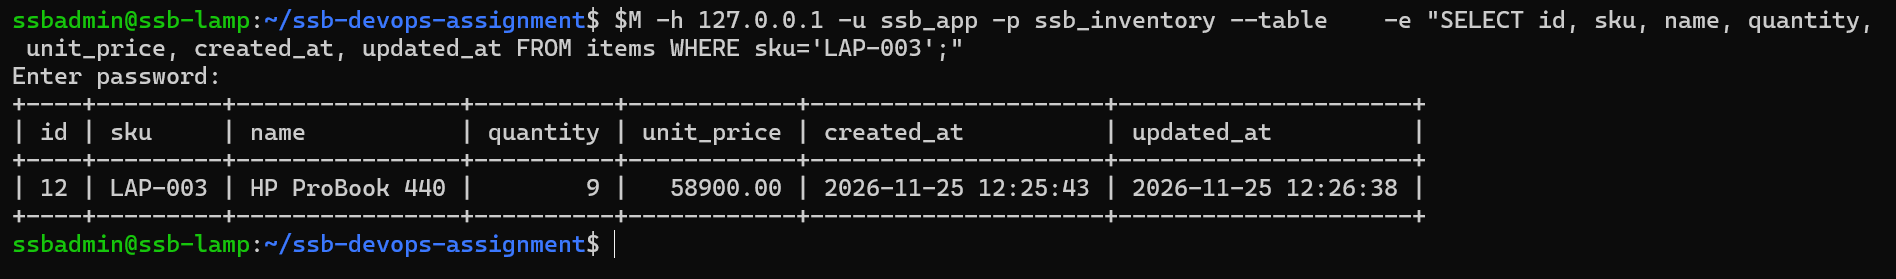 ssbadmin@ssb-lamp:~/ssb-devops-assignment$ $M -h 127.0.0.1 -u ssb_app -p ssb_inventory --table    -e "SELECT id, sku, name, quantity,
 unit_price, created_at, updated_at FROM items WHERE sku='LAP-003';"
Enter password:
+----+---------+----------------+----------+------------+---------------------+---------------------+
| id | sku     | name           | quantity | unit_price | created_at          | updated_at          |
+----+---------+----------------+----------+------------+---------------------+---------------------+
| 12 | LAP-003 | HP ProBook 440 |        9 |   58900.00 | 2026-11-25 12:25:43 | 2026-11-25 12:26:38 |
+----+---------+----------------+----------+------------+---------------------+---------------------+
ssbadmin@ssb-lamp:~/ssb-devops-assignment$